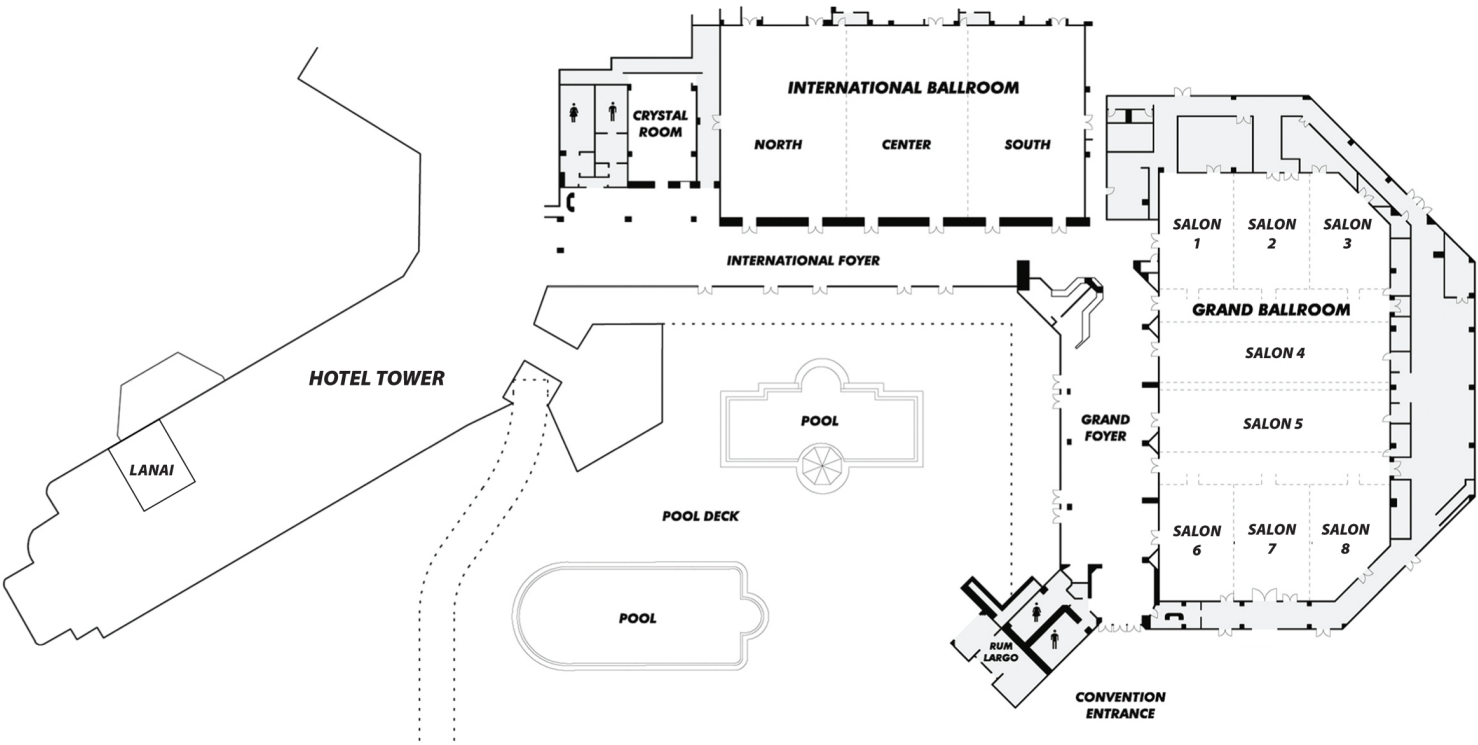 INTERNATIONAL BALLROOM
CRYSTAL
ROOM
NORTH
CENTER
SOUTH
SALON
1
SALON
2
SALON
3
INTERNATIONAL FOYER
GRAND BALLROOM
SALON 4
HOTEL TOWER
POOL
GRAND
FOYER
SALON 5
LANAI
POOL DECK
SALON
6
SALON
7
SALON
8
POOL
RUM
LARGO
CONVENTION
ENTRANCE